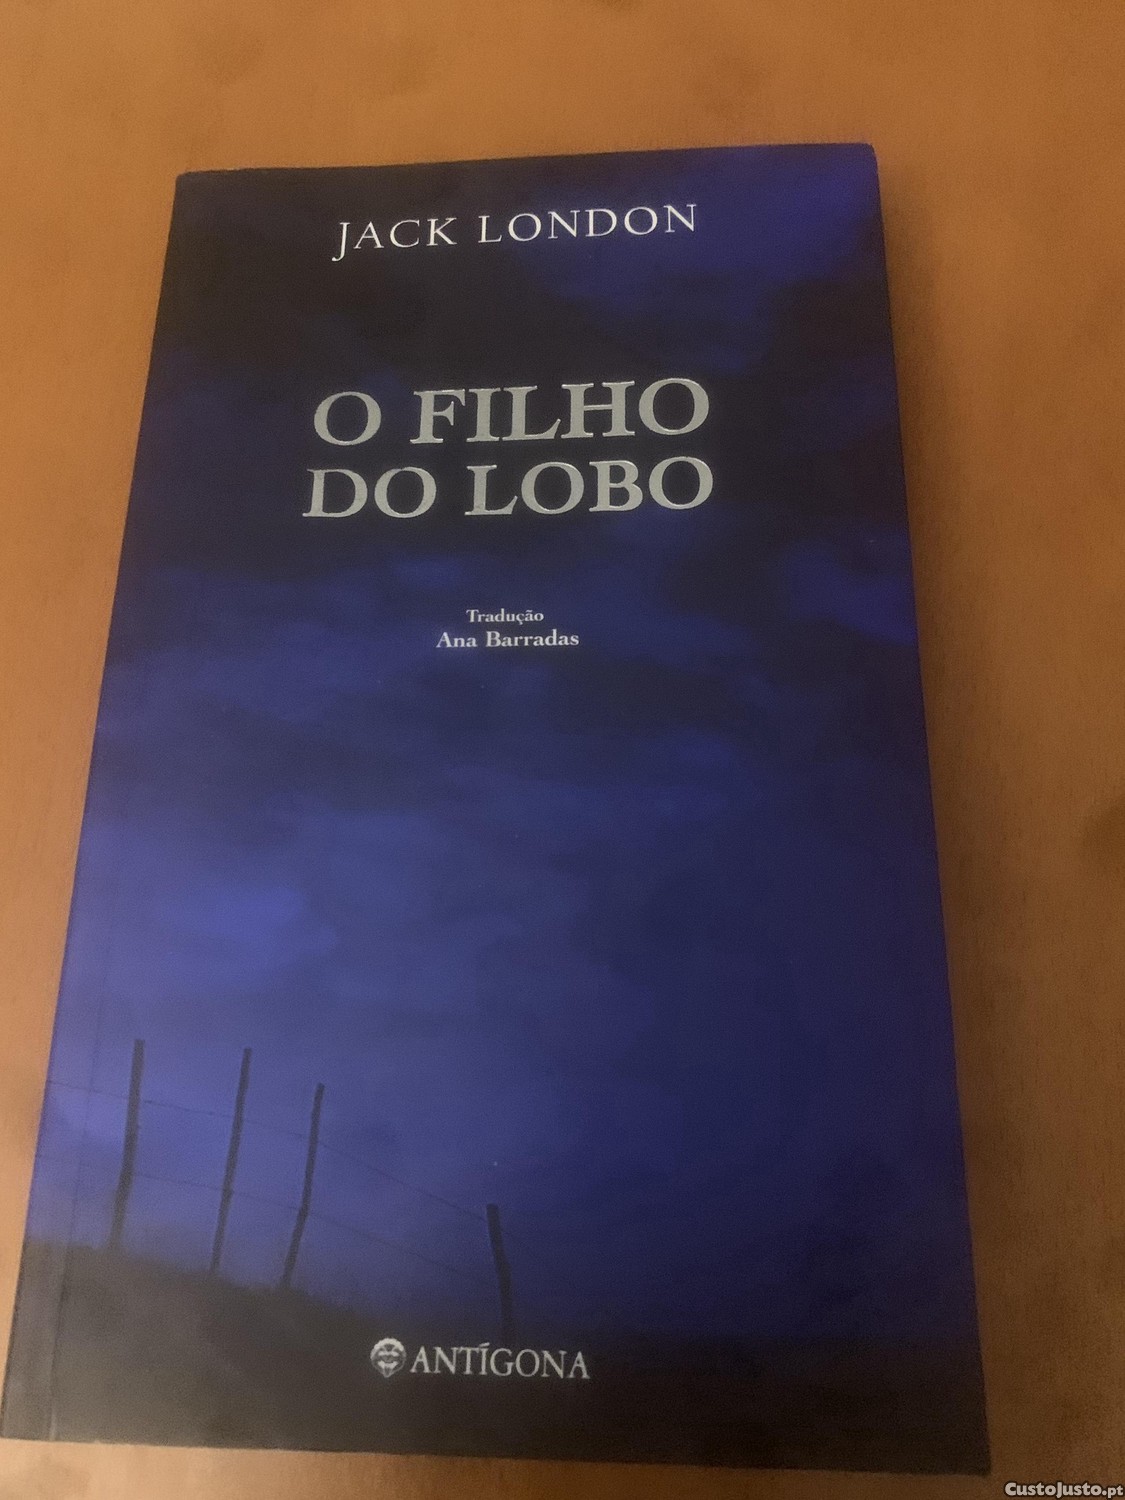 JACK LONDON
O FILHO
DO LOBO
Tradução
Ana Barradas
ANTÍGONA
CustoJusto.pt